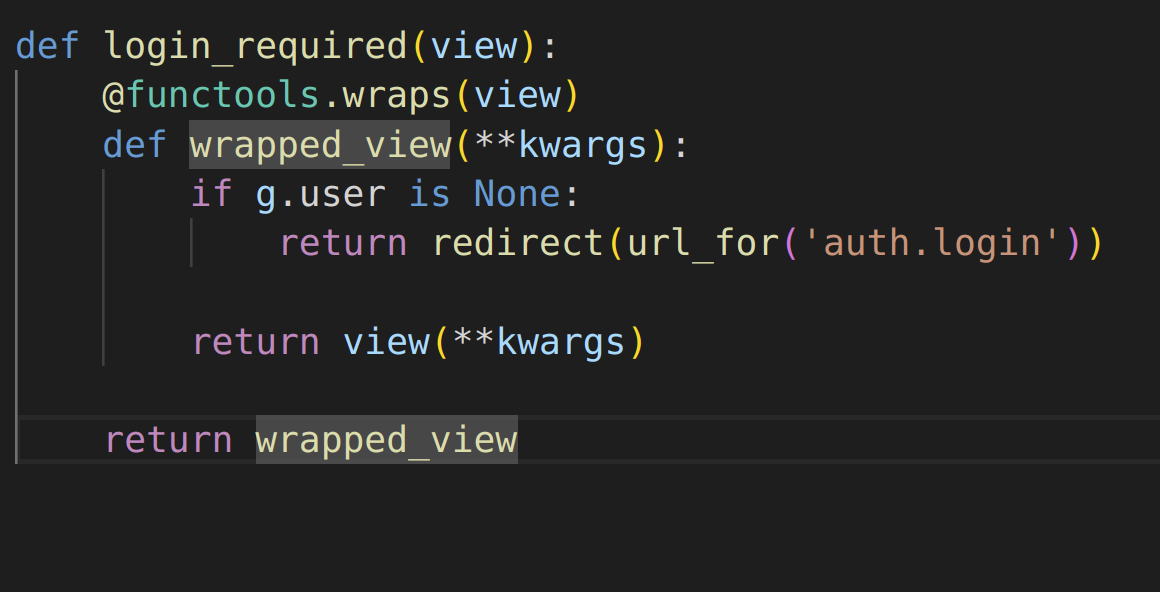 def login_required(view):
    @functools.wraps(view)
    def wrapped_view(**kwargs):
        if g.user is None:
            return redirect(url_for('auth.login'))

        return view(**kwargs)

    return wrapped_view